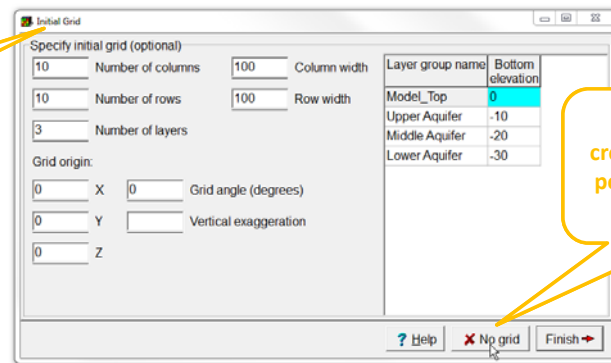 Initial Grid
Specify initial grid (optional)
10 Number of columns 100 Column width
10 Number of rows 100 Row width
3 Number of layers
Grid origin:
0 X 0 Grid angle (degrees)
0 Y Vertical exaggeration
0 Z
Layer group name Bottom elevation
Model_Top 0
Upper Aquifer -10
Middle Aquifer -20
Lower Aquifer -30
? Help No grid Finish